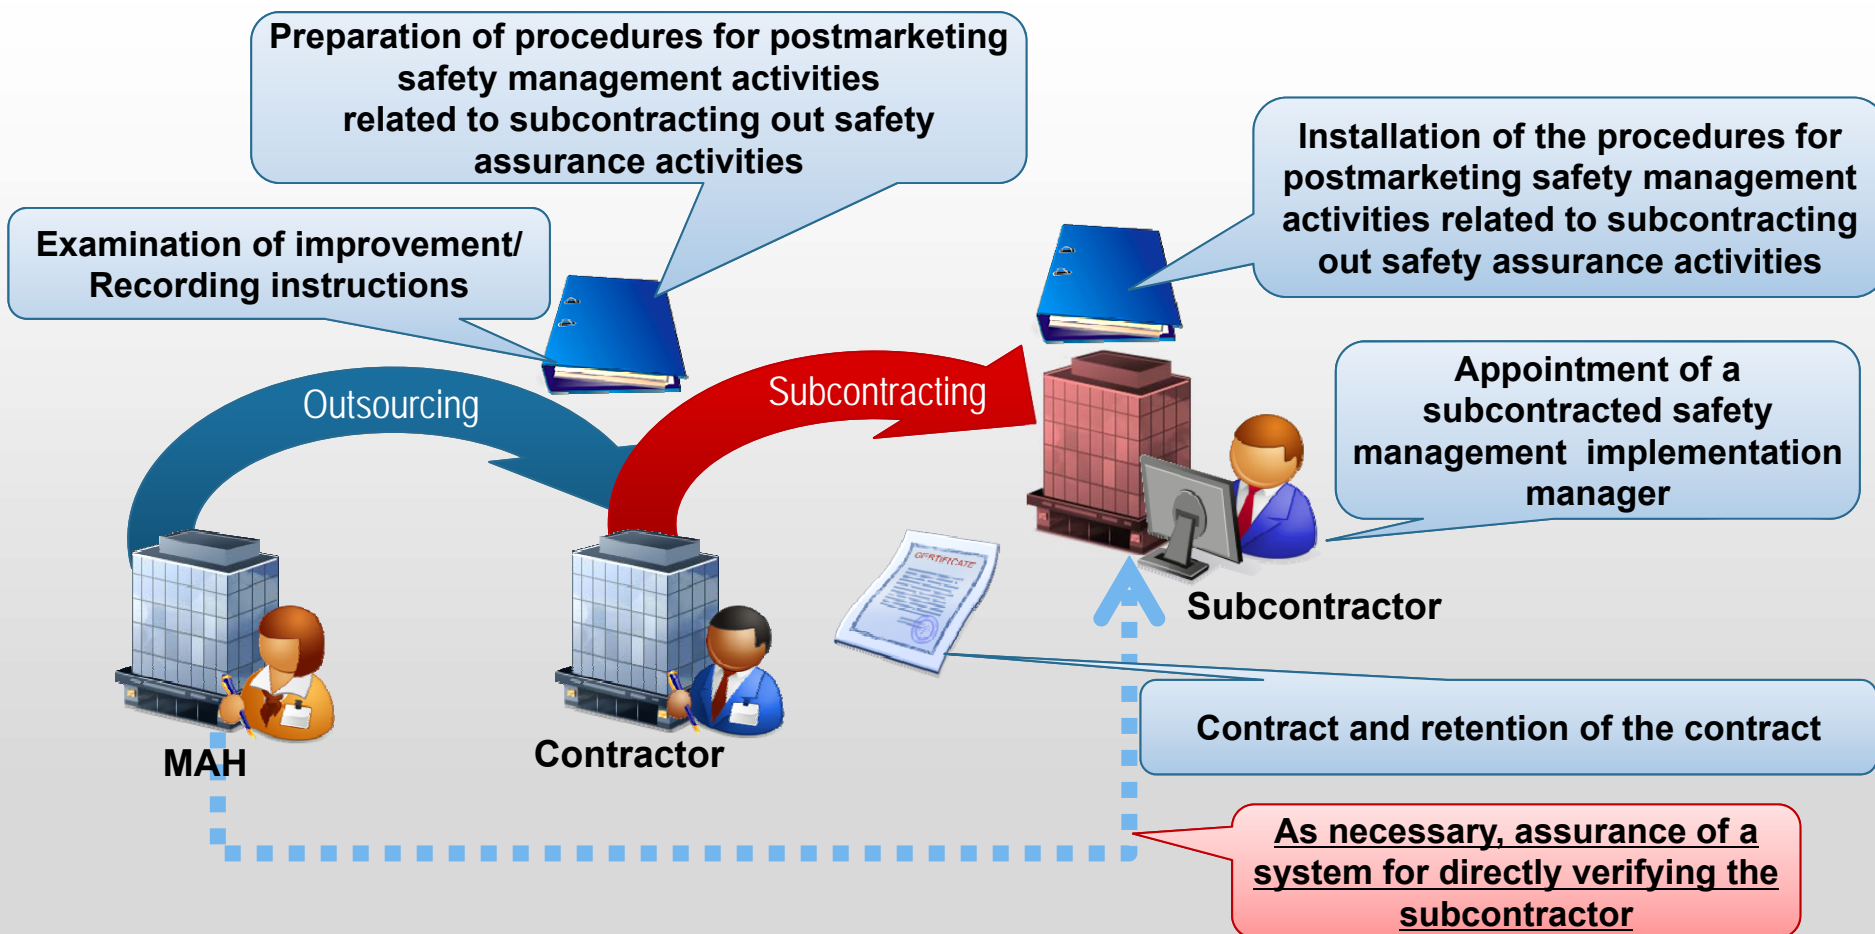 Preparation of procedures for postmarketing
safety management activities
related to subcontracting out safety
assurance activities
Installation of the procedures for
postmarketing safety management
activities related to subcontracting
out safety assurance activities
Examination of improvement/
Recording instructions
Outsourcing
Subcontracting
Appointment of a
subcontracted safety
management implementation
manager
CERTIFICATE
Subcontractor
MAH
Contractor
Contract and retention of the contract
As necessary, assurance of a
system for directly verifying the
subcontractor